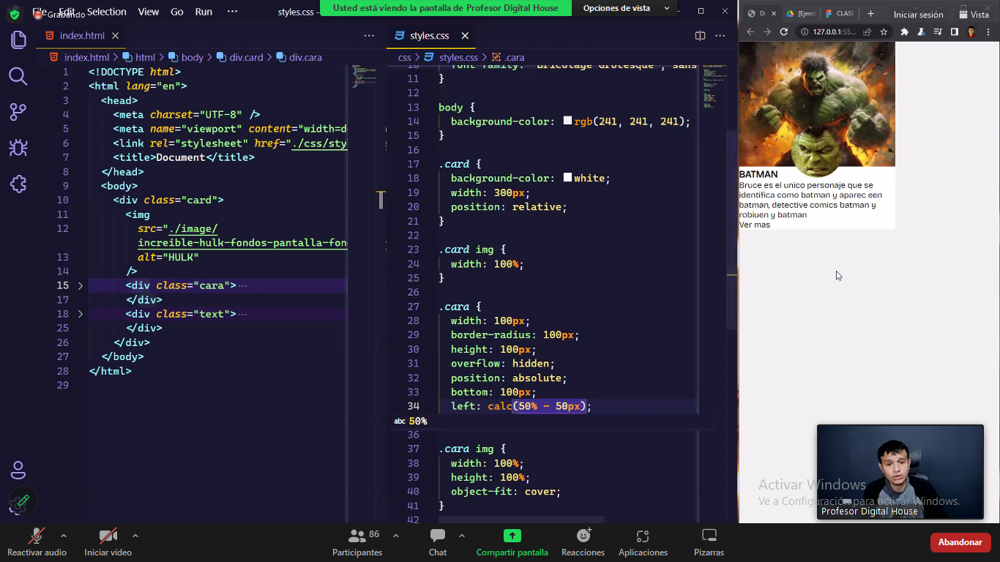 Grabando
File Edit Selection View Go Run ···
styles.css -
Usted está viendo la pantalla de Profesor Digital House
Opciones de vista
index.html
styles.css
index.html > html > body > div.card > div.cara
css > styles.css > .cara
1 <!DOCTYPE html>
2 <html lang="en">
3 <head>
4 <meta charset="UTF-8" />
5 <meta name="viewport" content="width=d
6 <link rel="stylesheet" href="./css/sty
7 <title>Document</title>
8 </head>
9 <body>
10 <div class="card">
11 <img
12 src="./image/
increible-hulk-fondos-pantalla-fon
13 alt="HULK"
14 />
15 <div class="cara">···
17 </div>
18 <div class="text">···
25 </div>
26 </div>
27 </body>
28 </html>
29
10 font-family: "Bricolage Grotesque", sans
11 }
12
13 body {
14 background-color: rgb(241, 241, 241);
15 }
16
17 .card {
18 background-color: white;
19 width: 300px;
20 position: relative;
21 }
22
23 .card img {
24 width: 100%;
25 }
26
27 .cara {
28 width: 100px;
29 border-radius: 100px;
30 height: 100px;
31 overflow: hidden;
32 position: absolute;
33 bottom: 100px;
34 left: calc(50% - 50px);
abc 50%
36
37 .cara img {
38 width: 100%;
39 height: 100%;
40 object-fit: cover;
41 }
42
[Ejerci
CLASE
Iniciar sesión
Vista
127.0.0.1:55...
BATMAN
Bruce es el unico personaje que se
identifica como batman y aparec een
batman, detective comics batman y
robiuen y batman
Ver mas
Activar Windows
Ve a Configuración para activar Windows.
Profesor Digital House
Reactivar audio
Iniciar vídeo
Participantes
86
Chat
Compartir pantalla
Reacciones
Aplicaciones
Pizarras
Abandonar